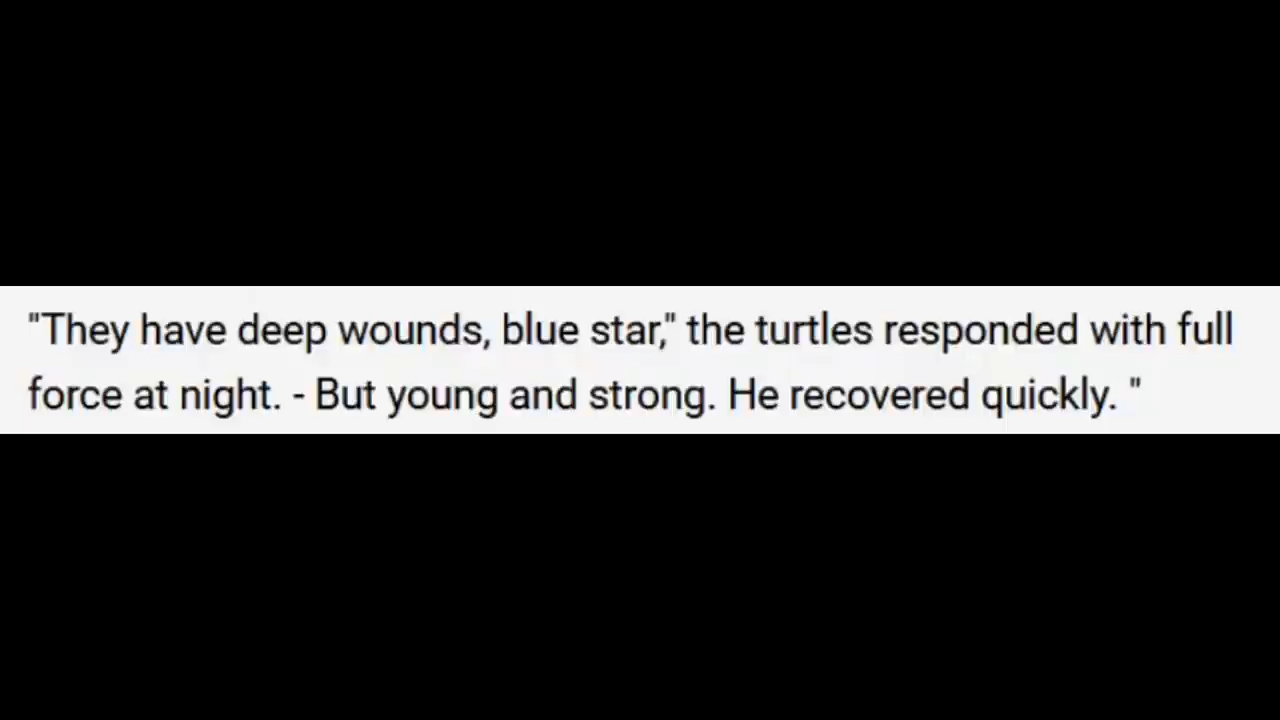 "They have deep wounds, blue star," the turtles responded with full
force at night. - But young and strong. He recovered quickly. "